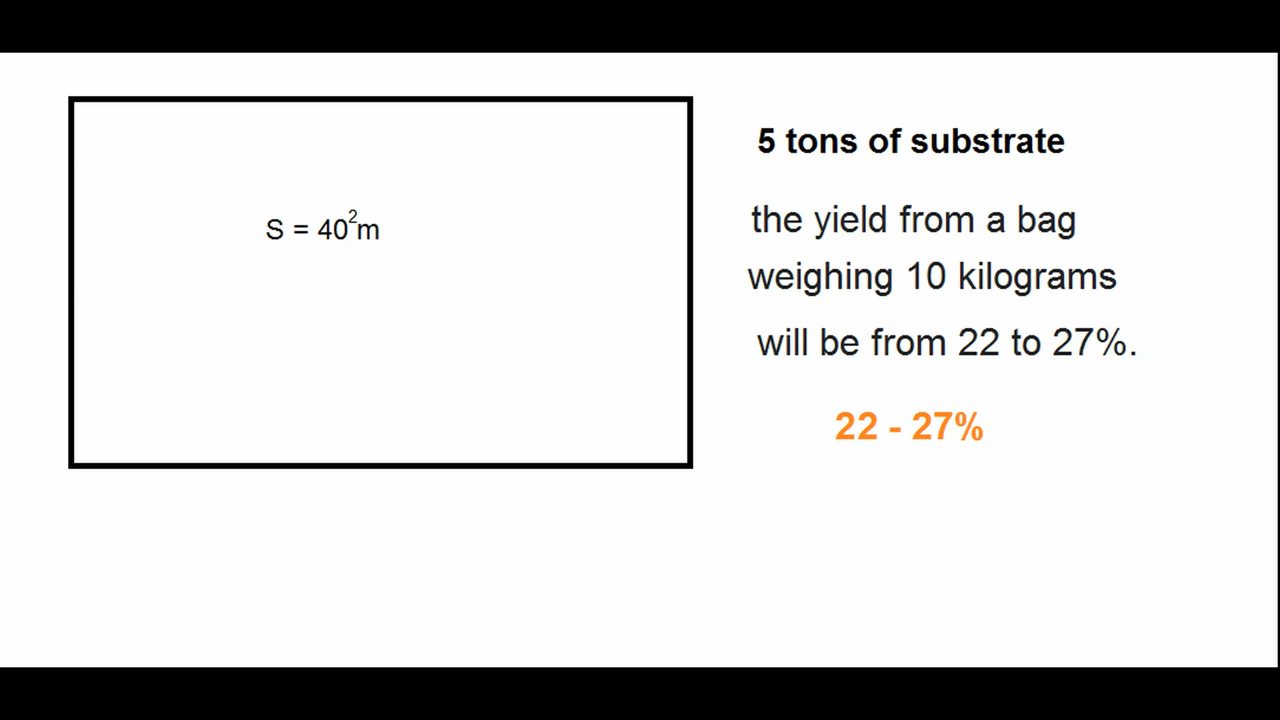 S = 40²m
5 tons of substrate
the yield from a bag
weighing 10 kilograms
will be from 22 to 27%.
22 - 27%